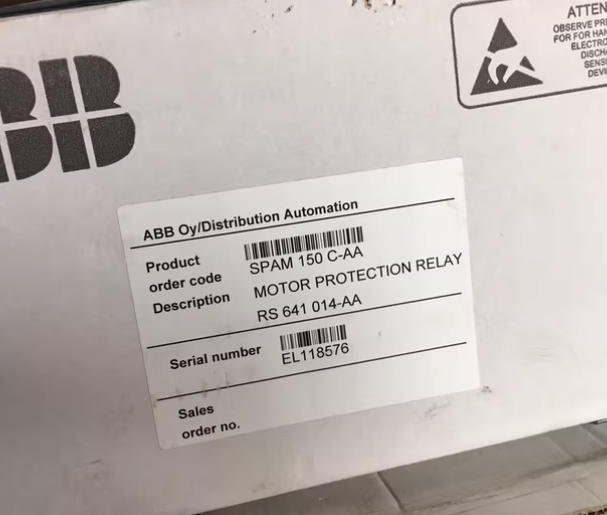 ABB
ATTEN
OBSERVE PRE
FOR FOR HAN
ELECTRO
DISCHA
SENSI
DEVI
ABB Oy/Distribution Automation
Product order code SPAM 150 C-AA
Description MOTOR PROTECTION RELAY
RS 641 014-AA
Serial number EL118576
Sales order no.